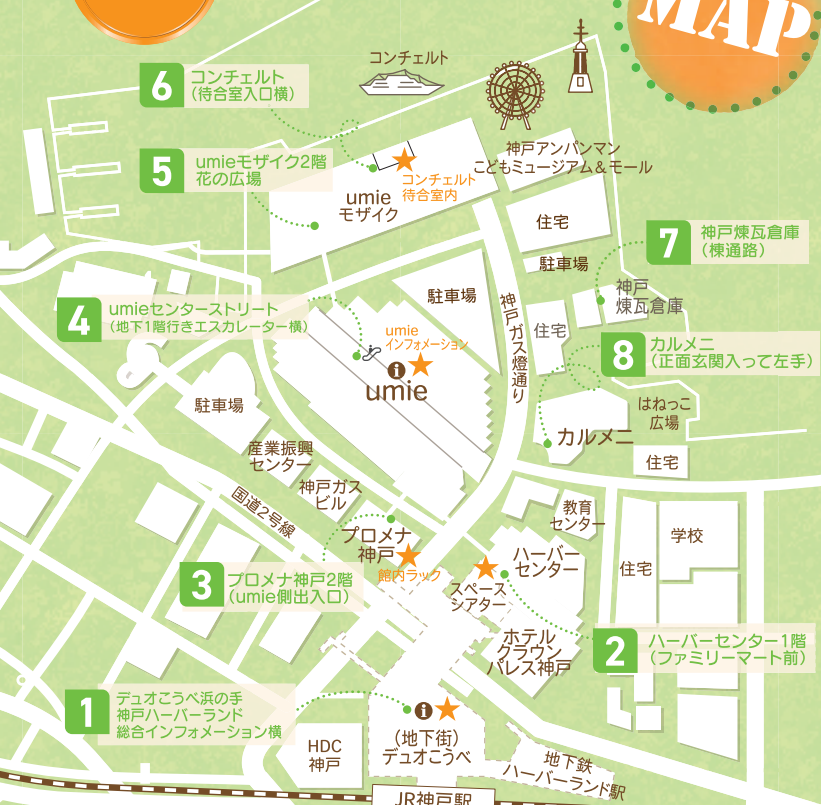 MAP
コンチェルト
6
コンチェルト
（待合室入口横）
5
umieモザイク2階
花の広場
コンチェルト
待合室内
umie
モザイク
神戸アンパンマン
こどもミュージアム＆モール
住宅
駐車場
7
神戸煉瓦倉庫
（棟通路）
神戸
煉瓦倉庫
駐車場
神戸ガス燈通り
住宅
4
umieセンターストリート
（地下1階行きエスカレーター横）
umie
インフォメーション
i
umie
8
カルメニ
（正面玄関入って左手）
はねっこ
広場
カルメニ
住宅
駐車場
産業振興
センター
神戸ガス
ビル
国道2号線
プロメナ
神戸
館内ラック
教育
センター
学校
住宅
ハーバー
センター
スペース
シアター
3
プロメナ神戸2階
（umie側出入口）
ホテル
クラウン
パレス神戸
2
ハーバーセンター1階
（ファミリーマート前）
1
デュオこうべ浜の手
神戸ハーバーランド
総合インフォメーション横
i
（地下街）
デュオこうべ
HDC
神戸
地下鉄
ハーバーランド駅
JR神戸駅